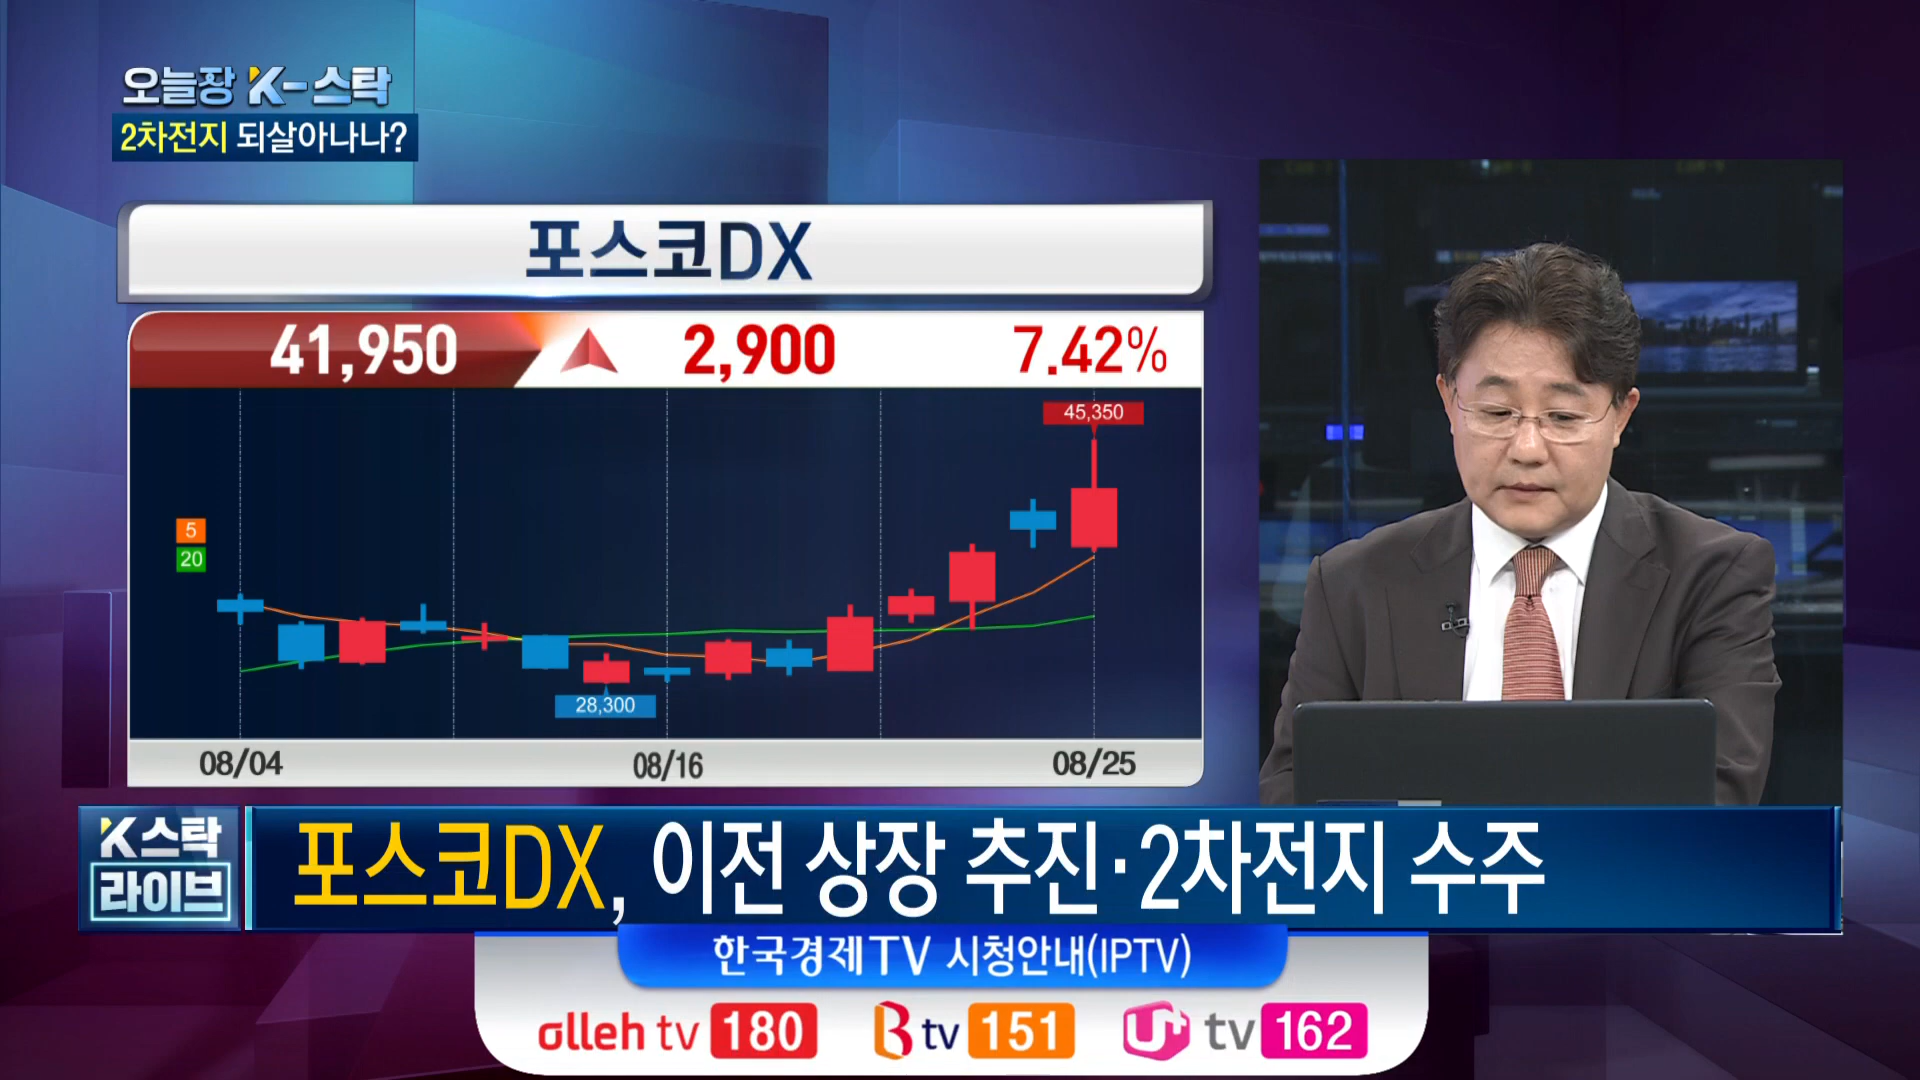 오늘장 K-스탁
2차전지 되살아나나?
포스코DX
41,950 2,900 7.42%
45,350
5
20
28,300
08/04 08/16 08/25
K스탁
라이브
포스코DX, 이전 상장 추진·2차전지 수주
한국경제TV 시청안내(IPTV)
olleh tv 180 B tv 151 U+ tv 162